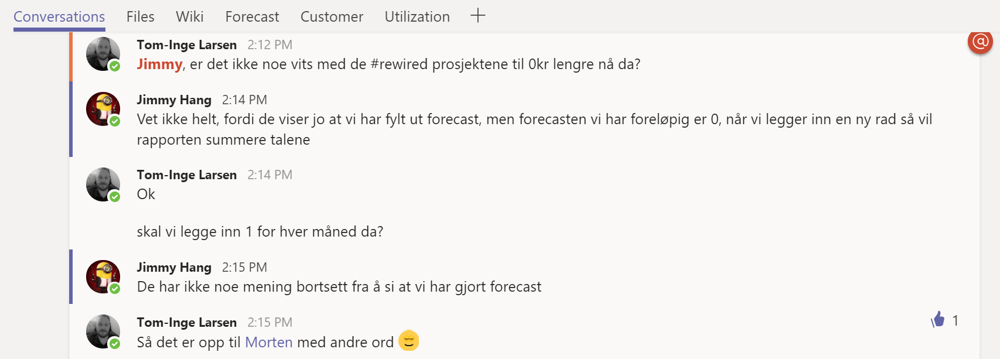 Conversations Files Wiki Forecast Customer Utilization
Tom-Inge Larsen 2:12 PM
Jimmy, er det ikke noe vits med de #rewired prosjektene til 0kr lengre nå da?
Jimmy Hang 2:14 PM
Vet ikke helt, fordi de viser jo at vi har fylt ut forecast, men forecasten vi har foreløpig er 0, når vi legger inn en ny rad så vil
rapporten summere talene
Tom-Inge Larsen 2:14 PM
Ok
skal vi legge inn 1 for hver måned da?
Jimmy Hang 2:15 PM
De har ikke noe mening bortsett fra å si at vi har gjort forecast
Tom-Inge Larsen 2:15 PM
1
Så det er opp til Morten med andre ord